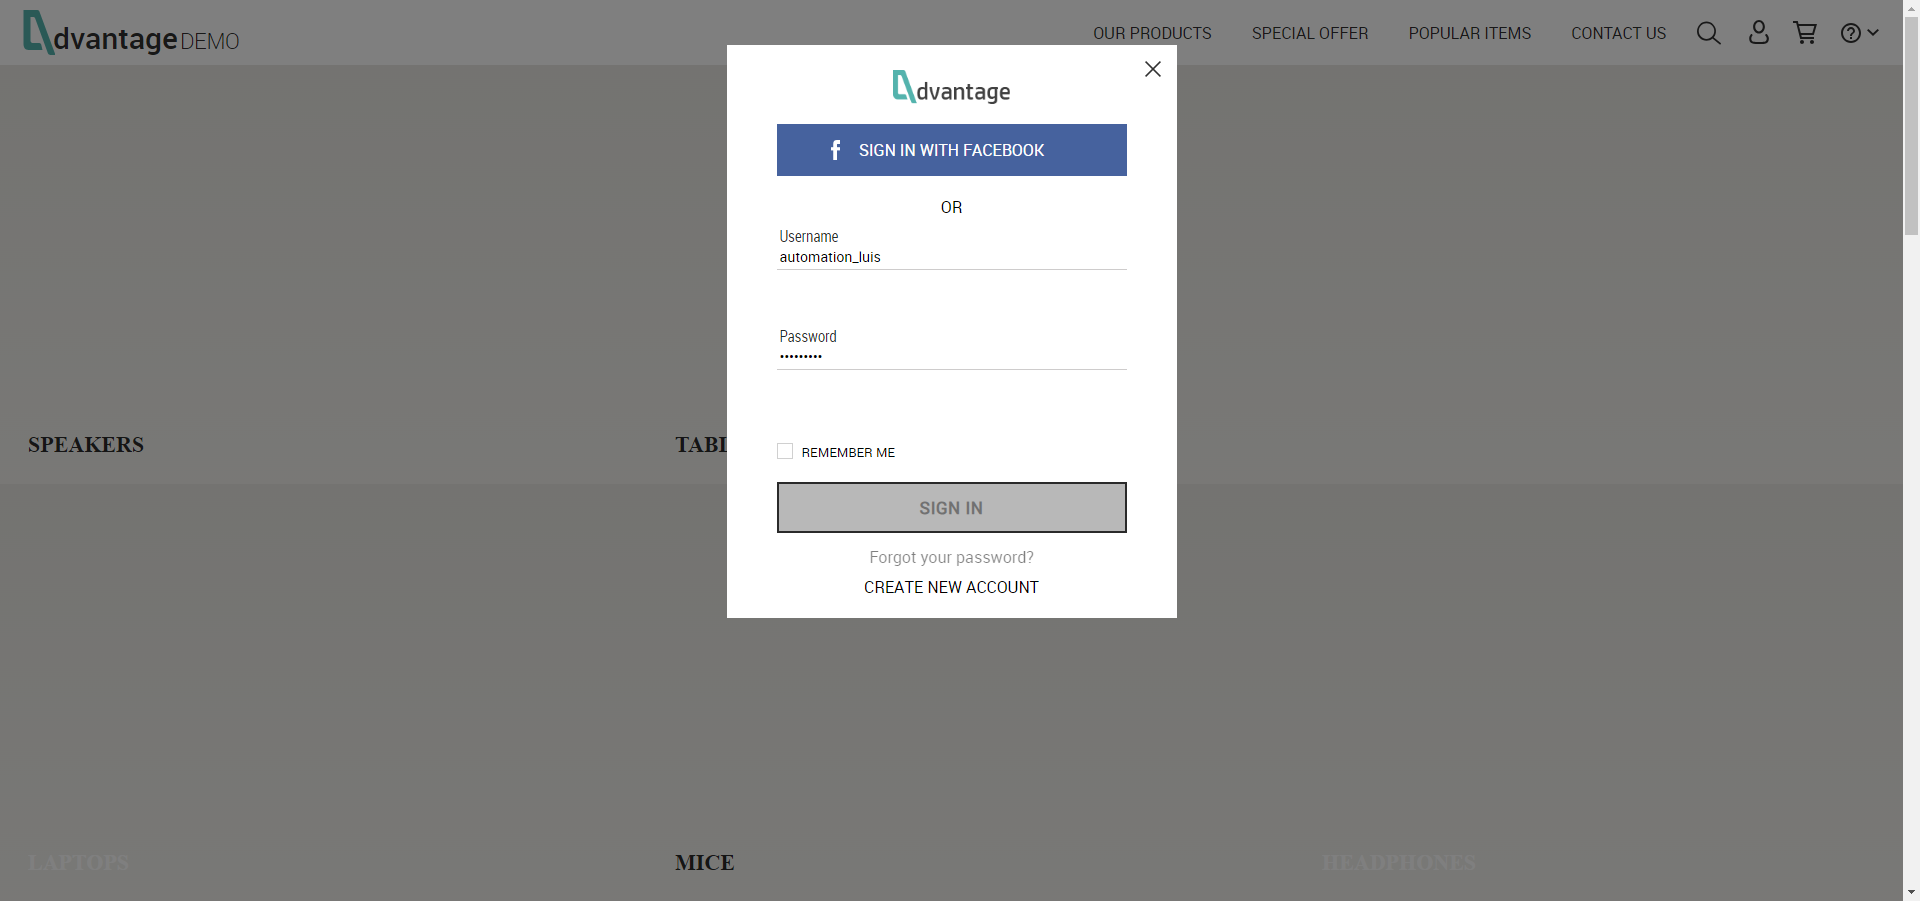 dvantage DEMO
OUR PRODUCTS
SPECIAL OFFER
POPULAR ITEMS
CONTACT US
dvantage
SIGN IN WITH FACEBOOK
OR
Username
automation_luis
Password
•••••••••
REMEMBER ME
SIGN IN
Forgot your password?
CREATE NEW ACCOUNT
SPEAKERS
TABL
LAPTOPS
MICE
HEADPHONES